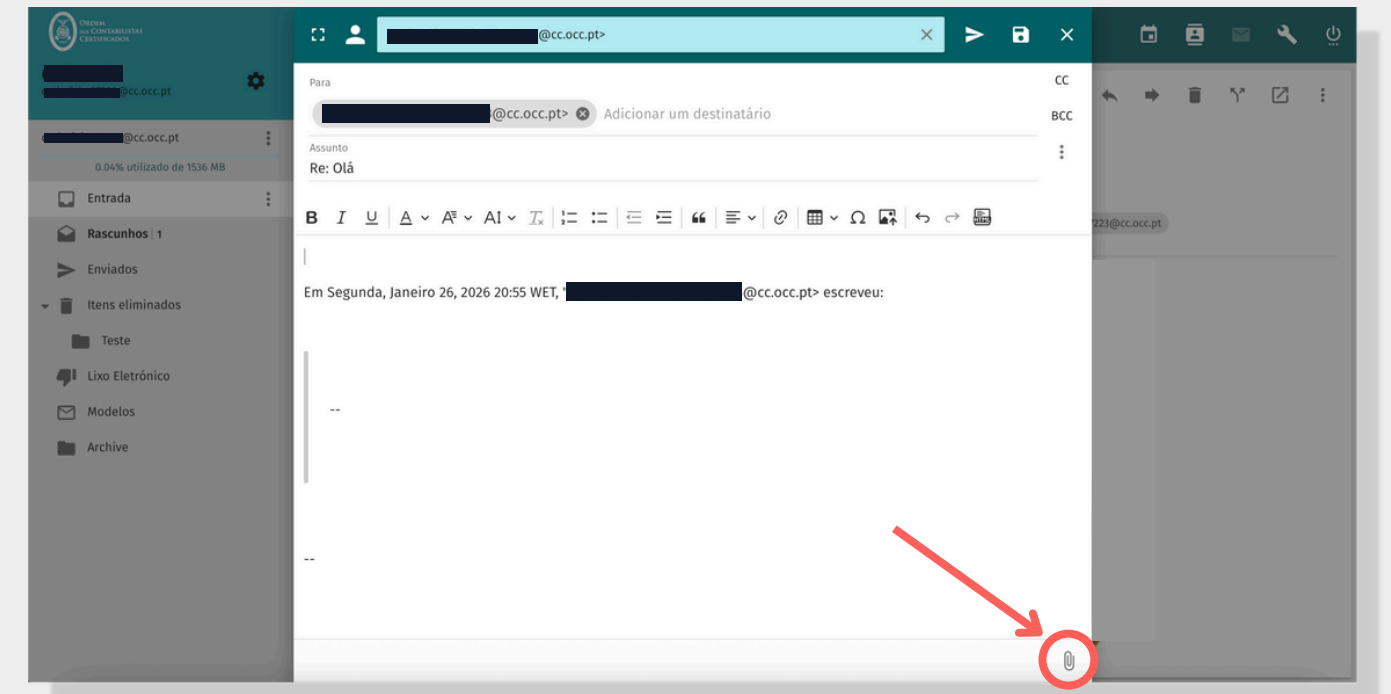 ORDEM
DOS CONTABILISTAS
CERTIFICADOS
@cc.occ.pt
@cc.occ.pt
0.04% utilizado de 1536 MB
Entrada
Rascunhos | 1
Enviados
Itens eliminados
Teste
Lixo Eletrónico
Modelos
Archive
@cc.occ.pt>
Para
CC
@cc.occ.pt> Adicionar um destinatário
BCC
Assunto
Re: Olá
B I U A AI Tx
Em Segunda, Janeiro 26, 2026 20:55 WET, "@cc.occ.pt> escreveu:
--
--
223@cc.occ.pt